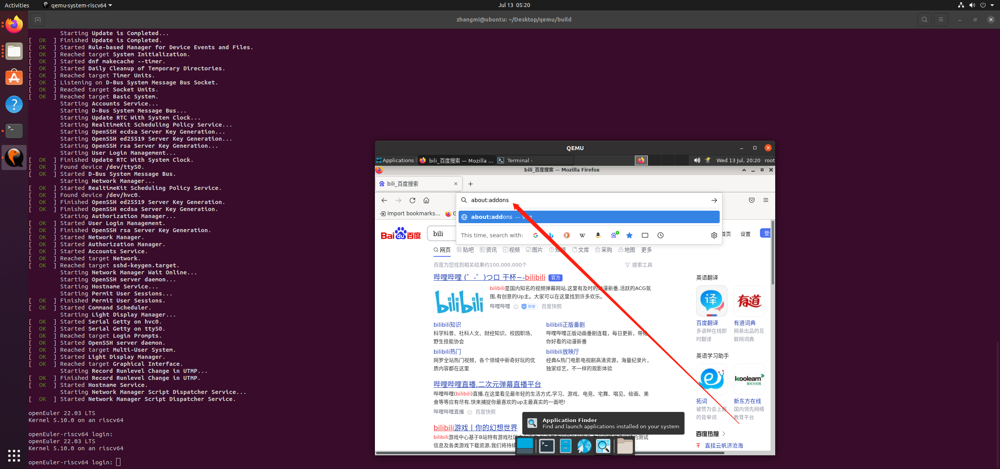 Activities
qemu-system-riscv64
Jul 13 05:20
zhangmi@ubuntu: ~/Desktop/qemu/build
Starting Update is Completed...
[ OK ] Finished Update is Completed.
[ OK ] Started Rule-based Manager for Device Events and Files.
[ OK ] Reached target System Initialization.
[ OK ] Started dnf makecache --timer.
[ OK ] Started Daily Cleanup of Temporary Directories.
[ OK ] Reached target Timer Units.
[ OK ] Listening on D-Bus System Message Bus Socket.
[ OK ] Reached target Socket Units.
[ OK ] Reached target Basic System.
Starting Accounts Service...
Starting D-Bus System Message Bus...
Starting Update RTC With System Clock...
Starting RealtimeKit Scheduling Policy Service...
Starting OpenSSH ecdsa Server Key Generation...
Starting OpenSSH ed25519 Server Key Generation...
Starting OpenSSH rsa Server Key Generation...
Starting User Login Management...
[ OK ] Finished Update RTC With System Clock.
[ OK ] Found device /dev/ttyS0.
[ OK ] Started D-Bus System Message Bus.
Starting Network Manager...
[ OK ] Started RealtimeKit Scheduling Policy Service.
[ OK ] Found device /dev/hvc0.
[ OK ] Finished OpenSSH ed25519 Server Key Generation.
[ OK ] Finished OpenSSH ecdsa Server Key Generation.
Starting Authorization Manager...
[ OK ] Started User Login Management.
[ OK ] Finished OpenSSH rsa Server Key Generation.
[ OK ] Started Network Manager.
[ OK ] Started Authorization Manager.
[ OK ] Started Accounts Service.
[ OK ] Reached target Network.
[ OK ] Reached target sshd-keygen.target.
Starting Network Manager Wait Online...
Starting OpenSSH server daemon...
Starting Hostname Service...
Starting Permit User Sessions...
[ OK ] Finished Permit User Sessions.
[ OK ] Started Command Scheduler.
Starting Light Display Manager...
[ OK ] Started Serial Getty on hvc0.
[ OK ] Started Serial Getty on ttyS0.
[ OK ] Reached target Login Prompts.
[ OK ] Started OpenSSH server daemon.
[ OK ] Reached target Multi-User System.
[ OK ] Started Light Display Manager.
[ OK ] Reached target Graphical Interface.
Starting Record Runlevel Change in UTMP...
[ OK ] Finished Record Runlevel Change in UTMP.
[ OK ] Started Hostname Service.
Starting Network Manager Script Dispatcher Service...
[ OK ] Started Network Manager Script Dispatcher Service.
openEuler 22.03 LTS
Kernel 5.10.0 on an riscv64
openEuler-riscv64 login:
openEuler 22.03 LTS
Kernel 5.10.0 on an riscv64
openEuler-riscv64 login:
QEMU
Applications
bili_百度搜索 — Mozilla ...
Terminal -
Wed 13 Jul, 20:20 root
bili_百度搜索 — Mozilla Firefox
bili_百度搜索
about:addons
Import bookmarks... G
about:addons —
This time, search with:
Bai du 百度
bili
首页 设置
网页 贴吧 资讯 视频 图片 知道 文库 采购 地图 更多
百度为您找到相关结果约100,000,000个
搜索工具
哔哩哔哩 (゜-゜)つロ 干杯~-bilibili 官方
bilibili
bilibili是国内知名的视频弹幕网站,这里有及时的动漫新番,活跃的ACG氛
围,有创意的Up主。大家可以在这里找到许多欢乐。
哔哩哔哩 保障 百度快照
bilibili知识
科学科普、社科人文、财经知识、校园职场、
野生技能协会
bilibili正版番剧
哔哩哔哩正版动画番剧连载，每日更新，带给
你好看的动漫新番
bilibili热门
网罗全站热门视频，各个领域中新奇好玩的优
质内容都在这里
bilibili放映厅
经典&热门电影电视剧高清资源，海量纪录片，
独家综艺，不一样的观影体验
哔哩哔哩直播,二次元弹幕直播平台
哔哩哔哩(bilibili)直播,在这里看见最年轻的生活方式,学习、游戏、电竞、宅舞、唱见、绘画、美
食等等应有尽有,快来捕捉你最喜欢的up主最真实的一面吧!
哔哩哔哩直播 百度快照
bilibili游戏丨你的幻想世界
bilibili游戏中心基于B站特有游戏社区
信息及各类游戏下载资源,我们将持续
英语翻译
译
有道
百度翻译
多语种在线即
时翻译
有道词典
网易出品的互
联网词典
英语学习助手
koolearn
新东方在线
拓词
被赞为会上瘾
的背单词
新东方在线
国内领先网络
教育平台
百度热搜
直挂云帆济沧海
Application Finder
Find and launch applications installed on your system